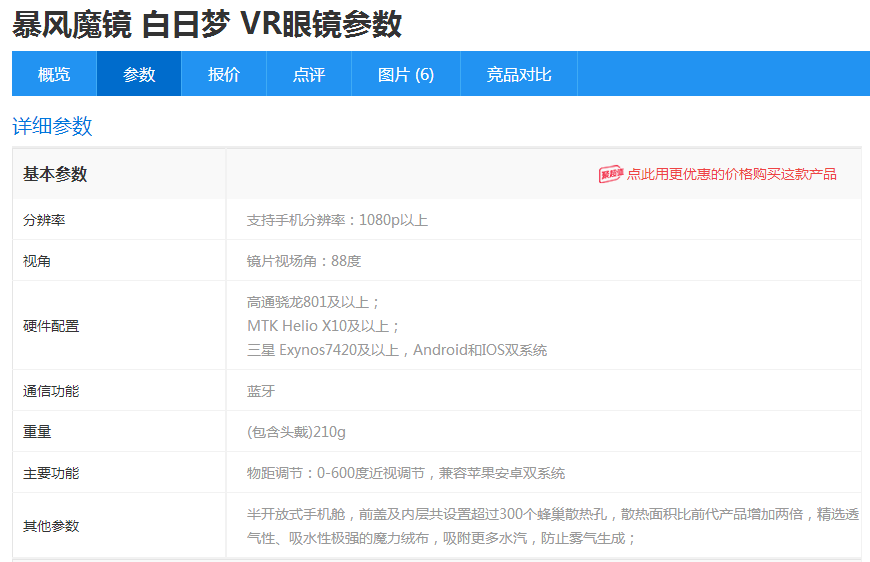 暴风魔镜 白日梦 VR眼镜参数
概览 参数 报价 点评 图片 (6) 竞品对比
详细参数
基本参数 聚超值 点此用更优惠的价格购买这款产品
分辨率 支持手机分辨率：1080p以上
视角 镜片视场角：88度
高通骁龙801及以上；
硬件配置 MTK Helio X10及以上；
三星 Exynos7420及以上，Android和IOS双系统
通信功能 蓝牙
重量 (包含头戴)210g
主要功能 物距调节：0-600度近视调节，兼容苹果安卓双系统
其他参数 半开放式手机舱，前盖及内层共设置超过300个蜂巢散热孔，散热面积比前代产品增加两倍，精选透
气性、吸水性极强的魔力绒布，吸附更多水汽，防止雾气生成；